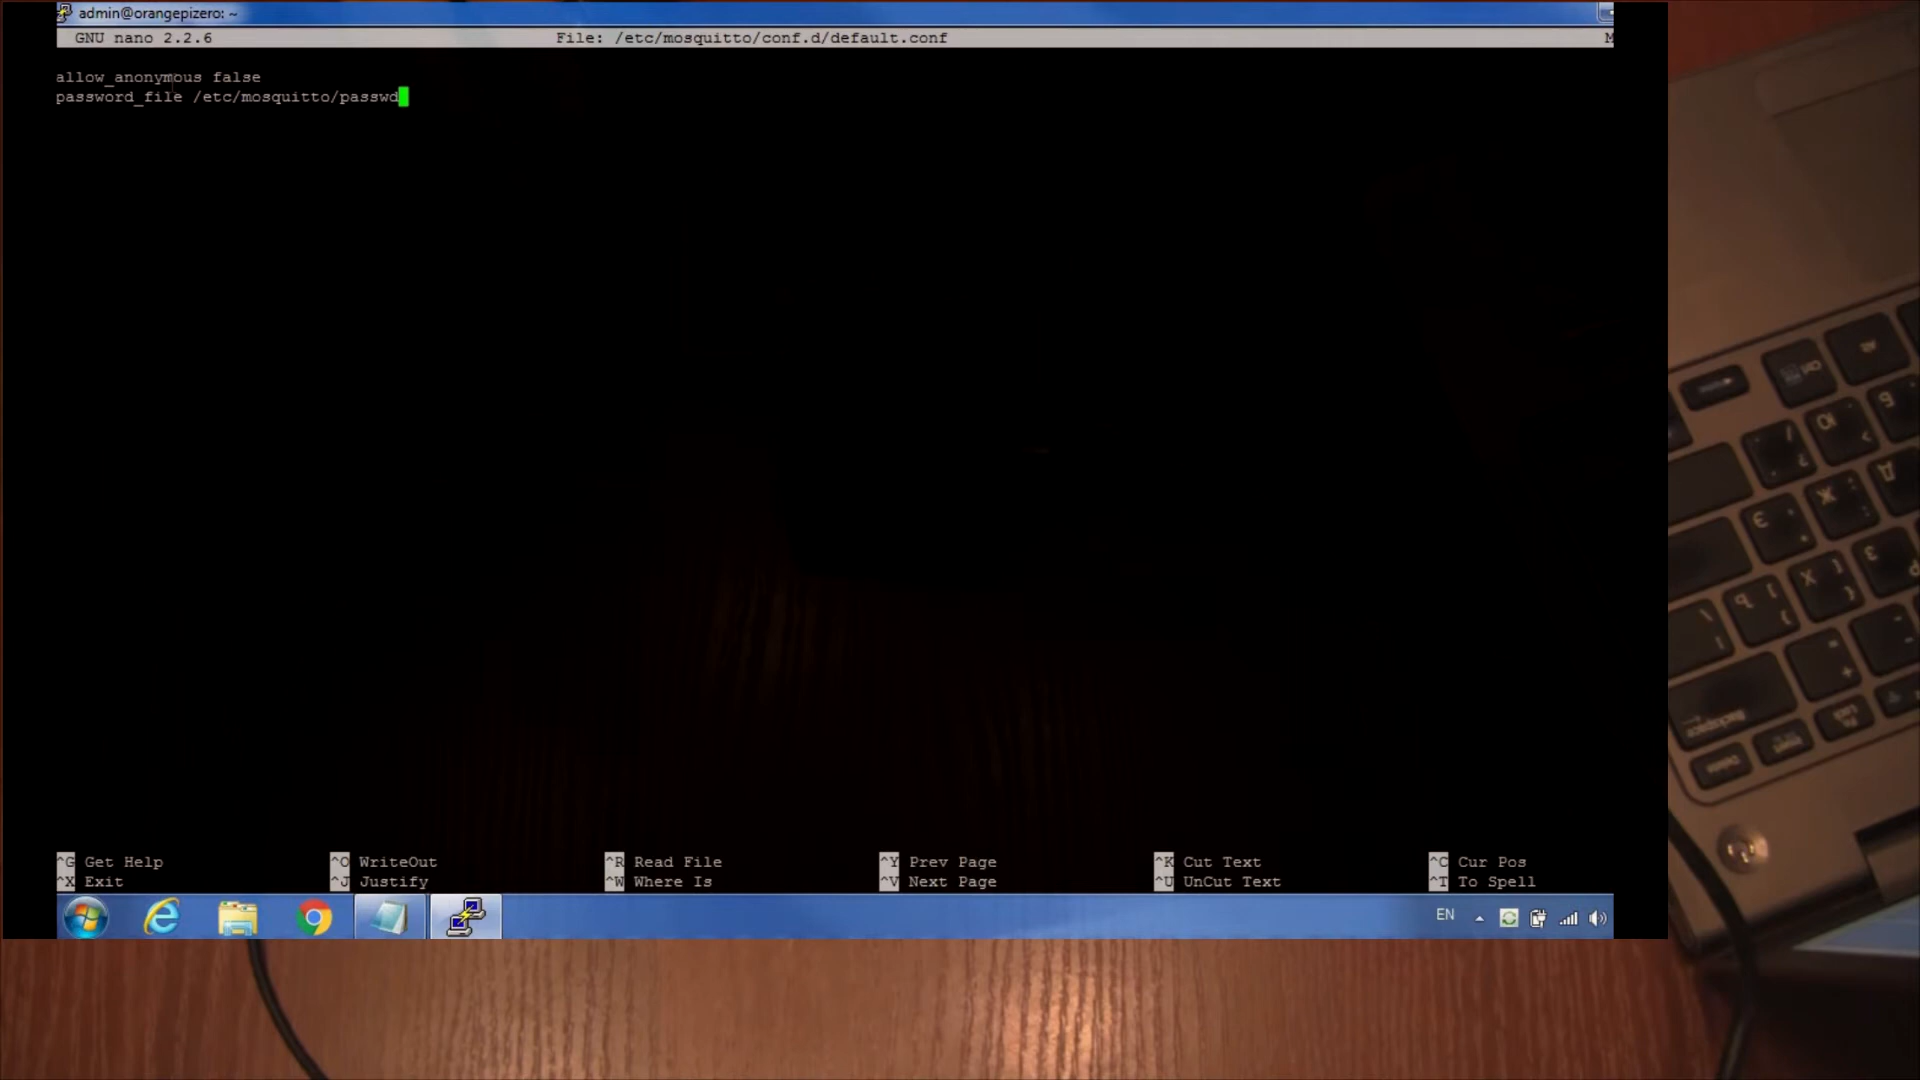 admin@orangepizero: ~
GNU nano 2.2.6 File: /etc/mosquitto/conf.d/default.conf M
allow_anonymous false
password_file /etc/mosquitto/passwd
^G Get Help ^O WriteOut ^R Read File ^Y Prev Page ^K Cut Text ^C Cur Pos
^X Exit ^J Justify ^W Where Is ^V Next Page ^U UnCut Text ^T To Spell
EN
Backspace